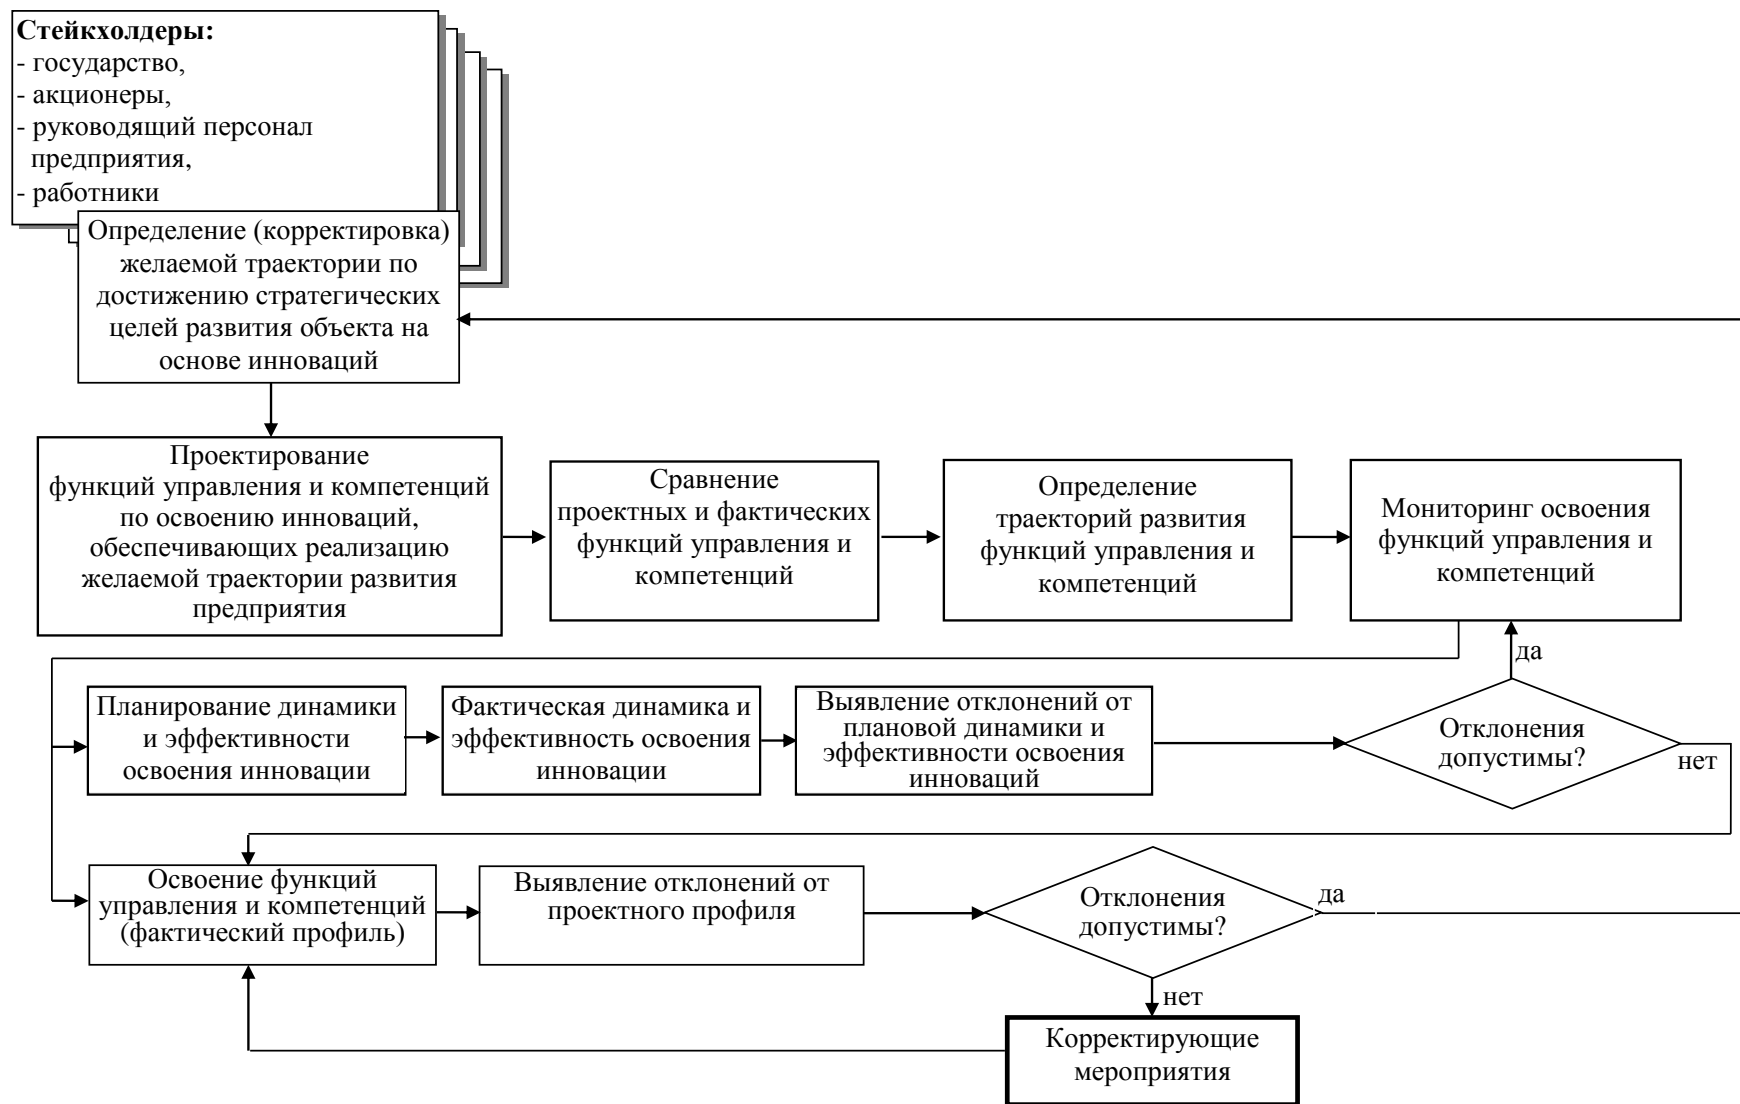 Стейкхолдеры:
- государство,
- акционеры,
- руководящий персонал
предприятия,
- работники
Определение (корректировка)
желаемой траектории по
достижению стратегических
целей развития объекта на
основе инноваций
Проектирование
функций управления и компетенций
по освоению инноваций,
обеспечивающих реализацию
желаемой траектории развития
предприятия
Сравнение
проектных и фактических
функций управления и
компетенций
Определение
траекторий развития
функций управления и
компетенций
Мониторинг освоения
функций управления и
компетенций
да
Планирование динамики
и эффективности
освоения инновации
Фактическая динамика и
эффективность освоения
инновации
Выявление отклонений от
плановой динамики и
эффективности освоения
инноваций
Отклонения
допустимы?
нет
Освоение функций
управления и компетенций
(фактический профиль)
Выявление отклонений от
проектного профиля
Отклонения
допустимы?
да
нет
Корректирующие
мероприятия